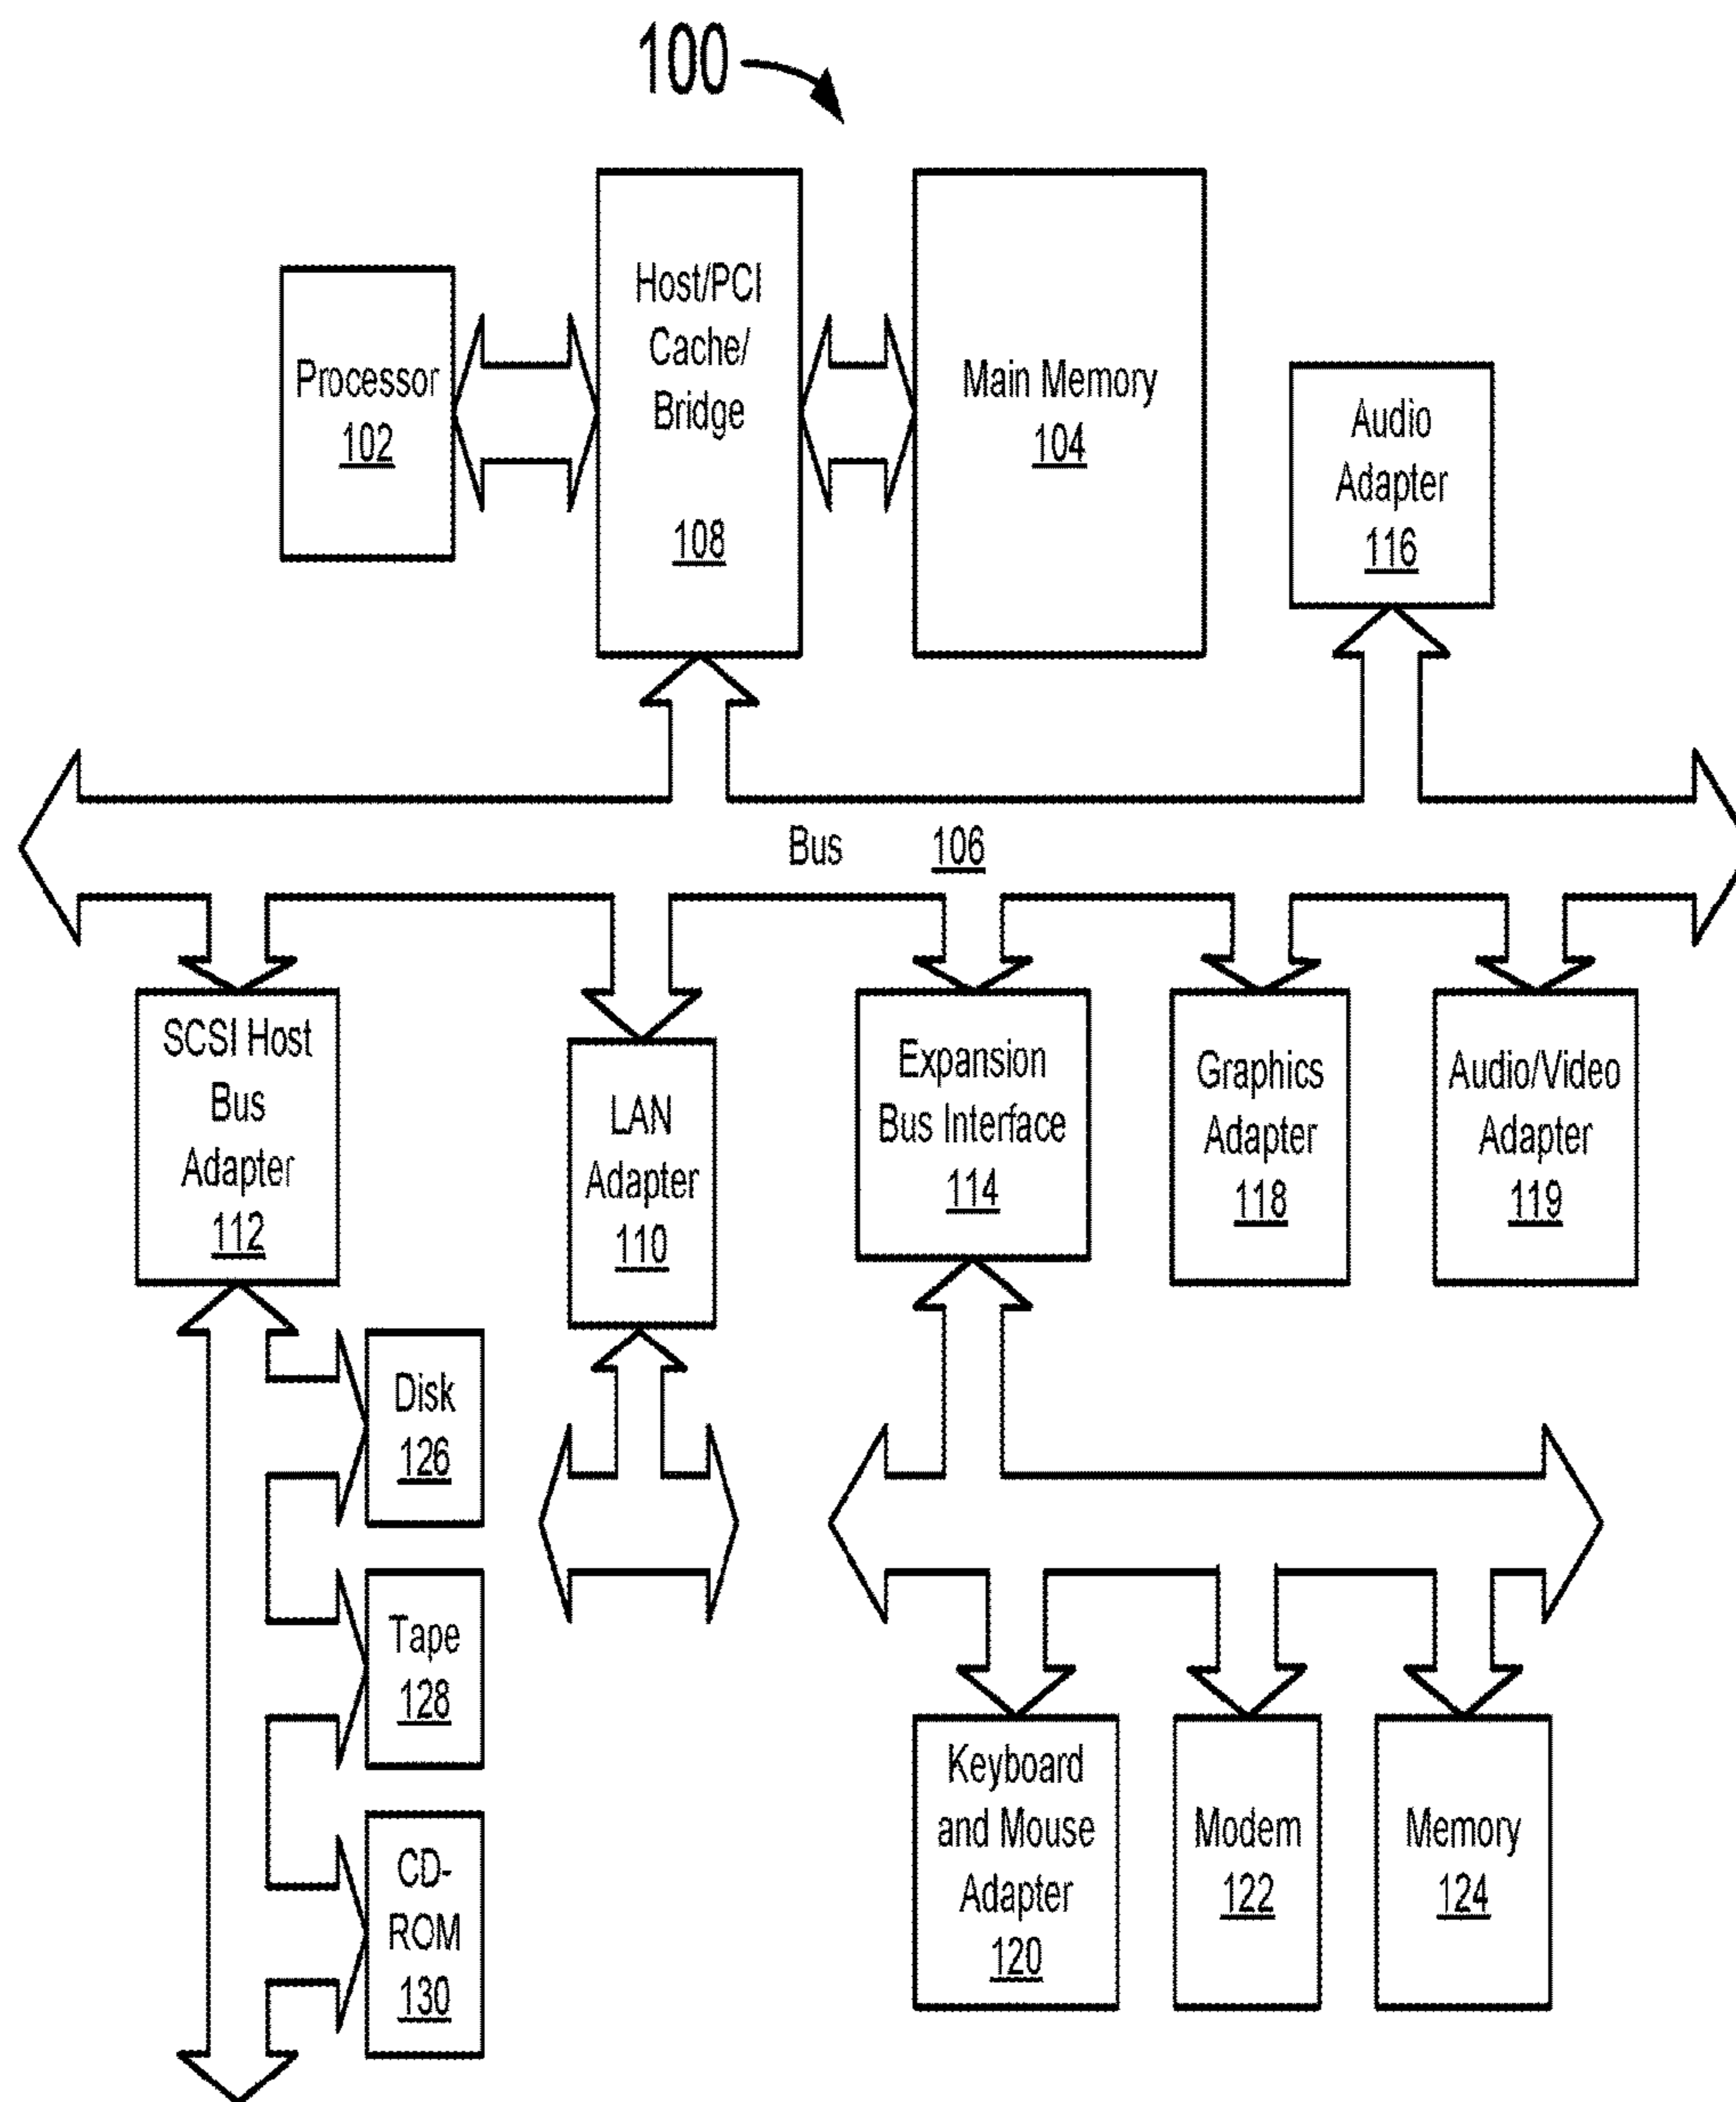 100
Processor
102
Host/PCI
Cache/
Bridge
108
Main Memory
104
Audio
Adapter
116
Bus 106
SCSI Host
Bus
Adapter
112
LAN
Adapter
110
Expansion
Bus Interface
114
Graphics
Adapter
118
Audio/Video
Adapter
119
Disk
126
Tape
128
CD-
ROM
130
Keyboard
and Mouse
Adapter
120
Modem
122
Memory
124